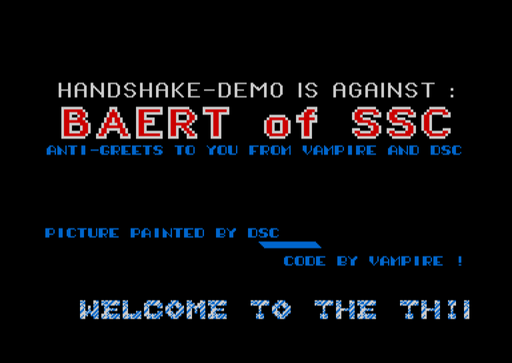 HANDSHAKE-DEMO IS AGAINST :
BAERT of SSC
ANTI-GREETS TO YOU FROM VAMPIRE AND DSC
PICTURE PAINTED BY DSC
CODE BY VAMPIRE !
WELCOME TO THE